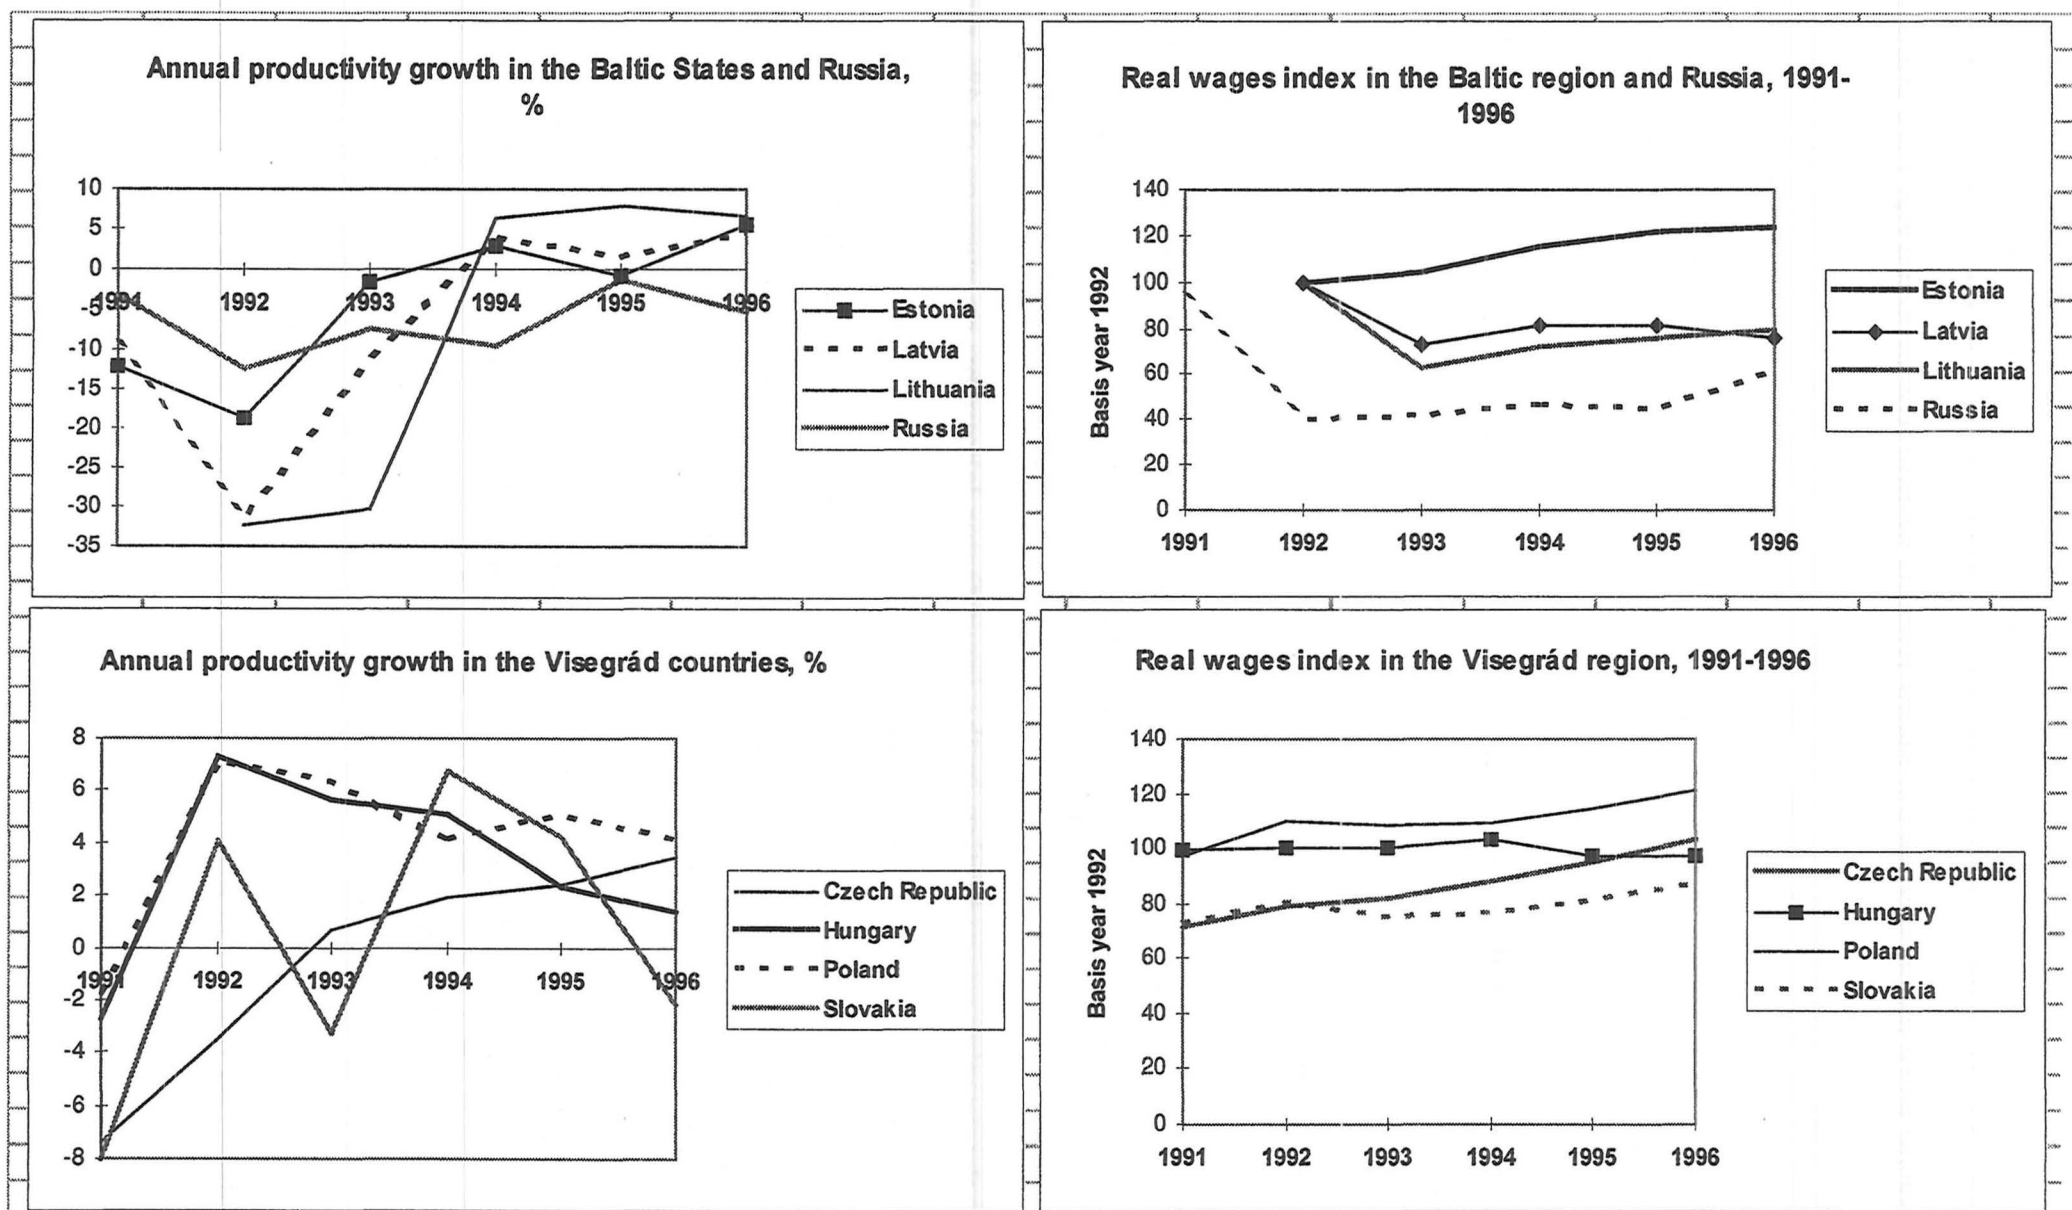 Annual productivity growth in the Baltic States and Russia,
%
10
5
0
-5
-10
-15
-20
-25
-30
-35
1991
1992
1993
1994
1995
1996
Estonia
Latvia
Lithuania
Russia
Real wages index in the Baltic region and Russia, 1991-
1996
Basis year 1992
140
120
100
80
60
40
20
0
1991
1992
1993
1994
1995
1996
Estonia
Latvia
Lithuania
Russia
Annual productivity growth in the Visegrád countries, %
8
6
4
2
0
-2
-4
-6
-8
1991
1992
1993
1994
1995
1996
Czech Republic
Hungary
Poland
Slovakia
Real wages index in the Visegrád region, 1991-1996
Basis year 1992
140
120
100
80
60
40
20
0
1991
1992
1993
1994
1995
1996
Czech Republic
Hungary
Poland
Slovakia